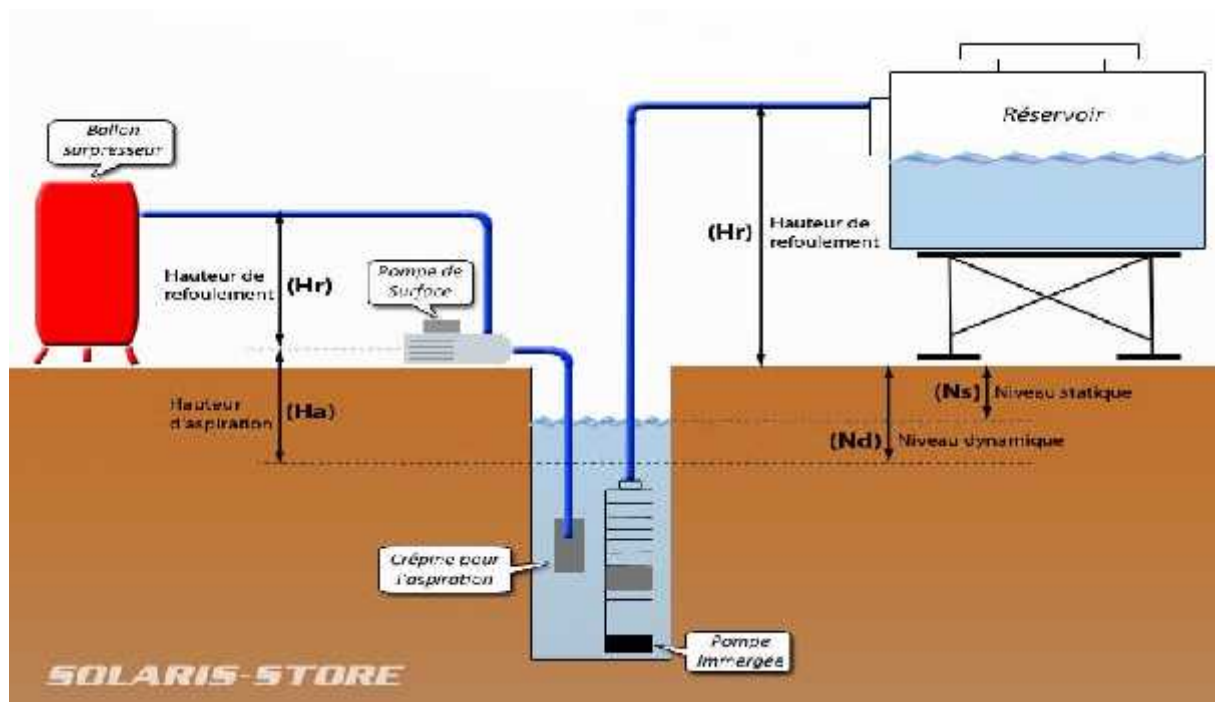 Ballon
surpresseur
Réservoir
(Hr)
Hauteur de
refoulement
Hauteur de
refoulement
(Hr)
Pompe de
Surface
Hauteur
d'aspiration
(Ha)
(Ns)
Niveau statique
(Nd)
Niveau dynamique
Crépine pour
l'aspiration
Pompe
Immergée
SOLARIS-STORE